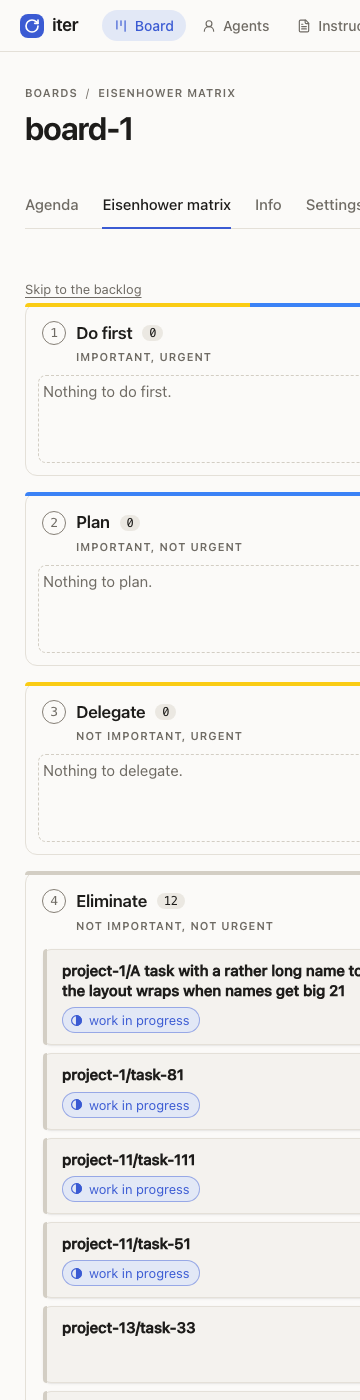 iter Board Agents Instruc
BOARDS / EISENHOWER MATRIX
board-1
Agenda Eisenhower matrix Info Settings
Skip to the backlog
1 Do first 0
IMPORTANT, URGENT
Nothing to do first.
2 Plan 0
IMPORTANT, NOT URGENT
Nothing to plan.
3 Delegate 0
NOT IMPORTANT, URGENT
Nothing to delegate.
4 Eliminate 12
NOT IMPORTANT, NOT URGENT
project-1/A task with a rather long name to
the layout wraps when names get big 21
work in progress
project-1/task-81
work in progress
project-11/task-111
work in progress
project-11/task-51
work in progress
project-13/task-33